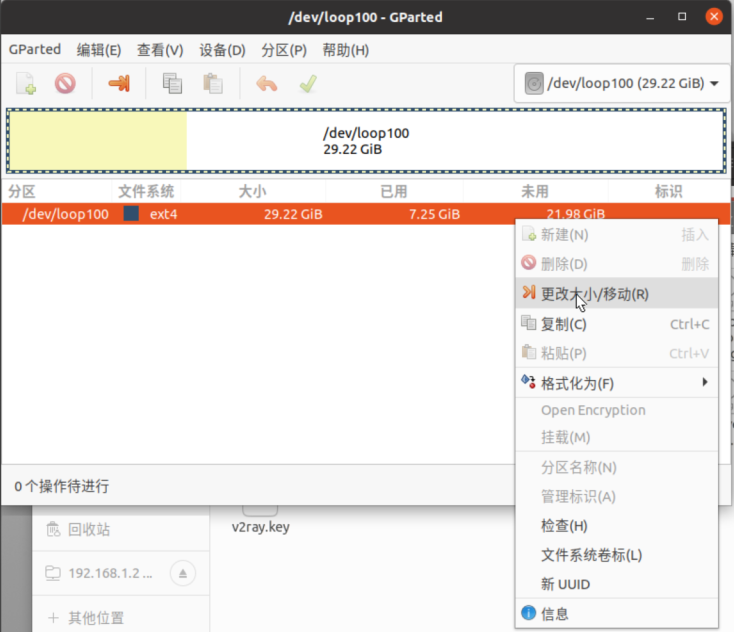 /dev/loop100 - GParted
GParted 编辑(E) 查看(V) 设备(D) 分区(P) 帮助(H)
/dev/loop100 (29.22 GiB)
/dev/loop100
29.22 GiB
分区 文件系统 大小 已用 未用 标识
/dev/loop100 ext4 29.22 GiB 7.25 GiB 21.98 GiB
新建(N) 插入
删除(D) 删除
更改大小/移动(R)
复制(C) Ctrl+C
粘贴(P) Ctrl+V
格式化为(F)
Open Encryption
挂载(M)
分区名称(N)
管理标识(A)
检查(H)
文件系统卷标(L)
新 UUID
信息
0 个操作待进行
回收站
v2ray.key
192.168.1.2 ...
其他位置